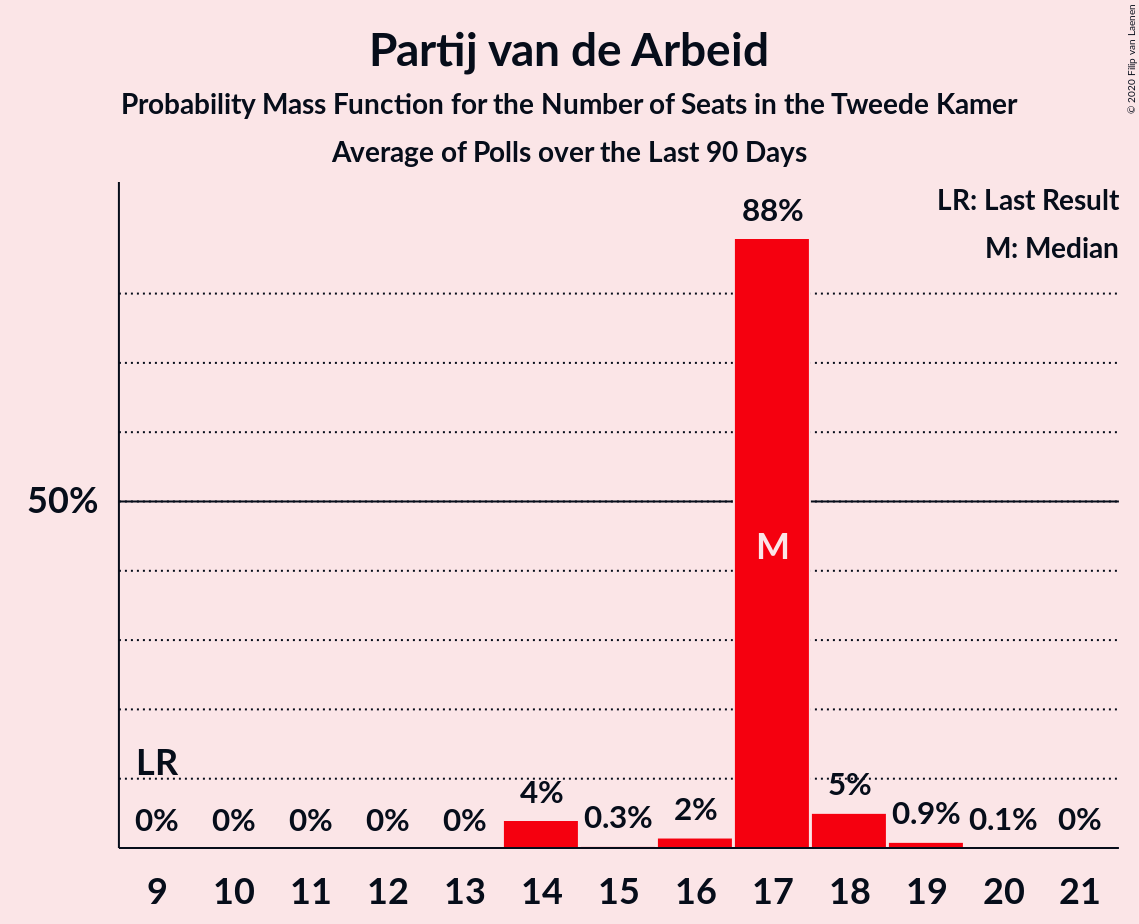 Partij van de Arbeid
Probability Mass Function for the Number of Seats in the Tweede Kamer
Average of Polls over the Last 90 Days
© 2020 Filip van Laenen
LR: Last Result
M: Median
88%
50%
M
LR
0% 0% 0% 0% 0% 4% 0.3% 2% 5% 0.9% 0.1% 0%
9 10 11 12 13 14 15 16 17 18 19 20 21